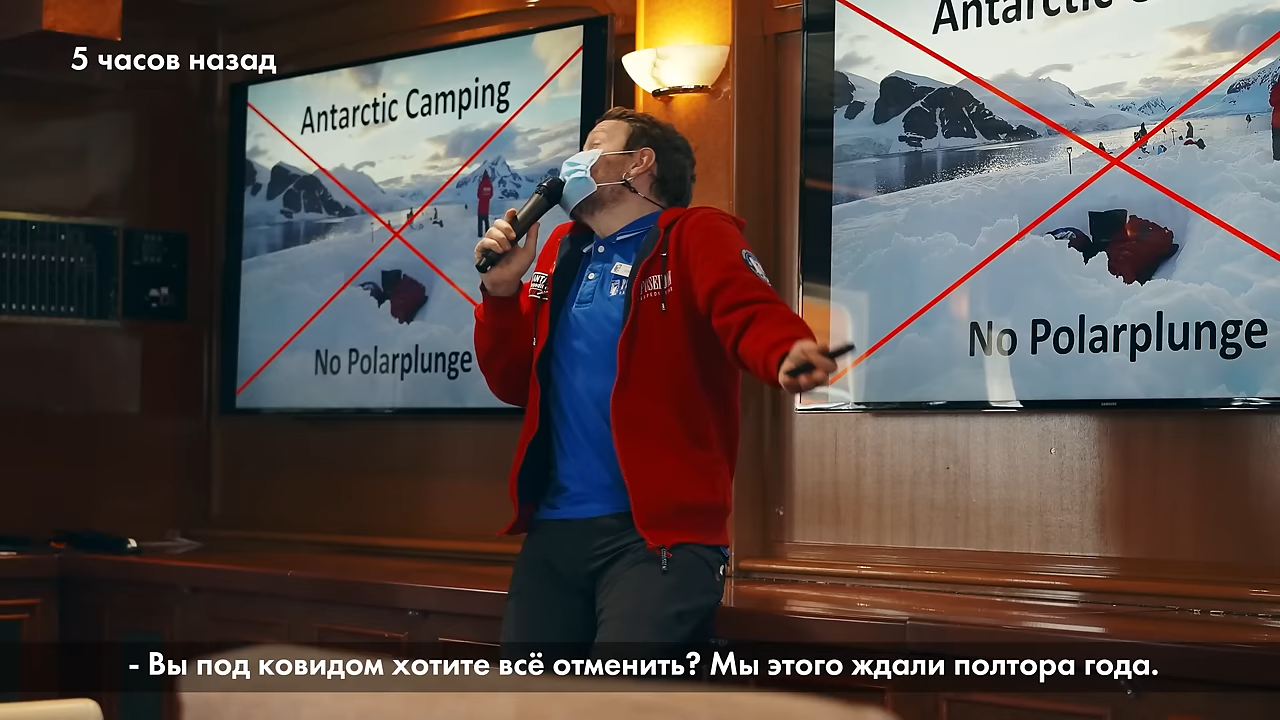 5 часов назад
Antarctic Camping
No Polarplunge
Antarctic
No Polarplunge
- Вы под ковидом хотите всё отменить? Мы этого ждали полтора года.